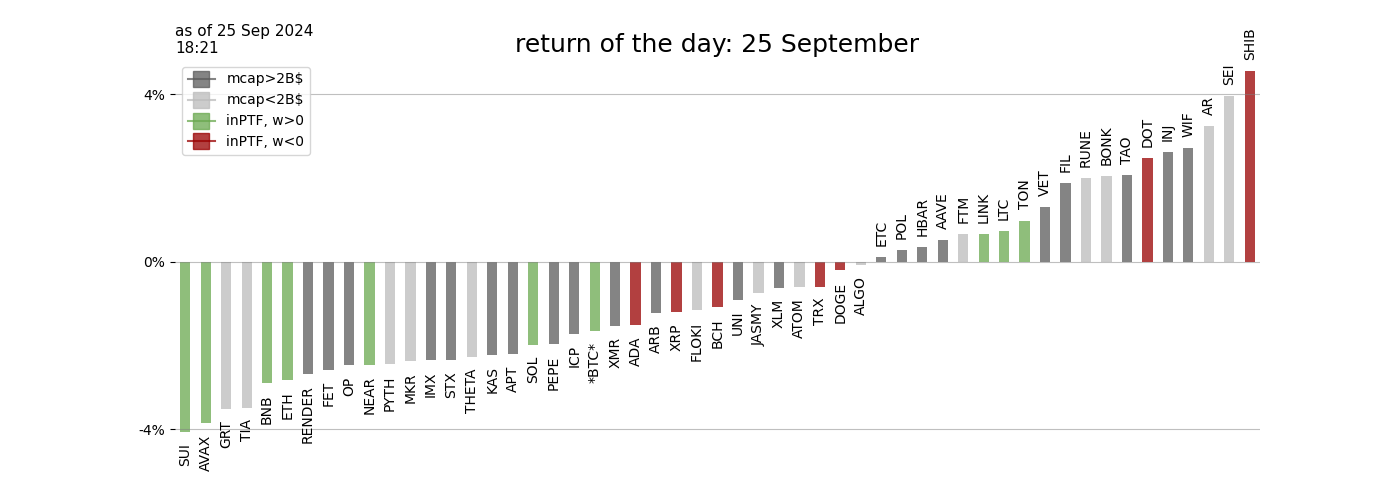 as of 25 Sep 2024
18:21
return of the day: 25 September
mcap>2B$
mcap<2B$
inPTF, w>0
inPTF, w<0
4%
0%
-4%
SUI
AVAX
GRT
TIA
BNB
ETH
RENDER
FET
OP
NEAR
PYTH
MKR
IMX
STX
THETA
KAS
APT
SOL
PEPE
ICP
*BTC*
XMR
ADA
ARB
XRP
FLOKI
BCH
UNI
JASMY
XLM
ATOM
TRX
DOGE
ALGO
ETC
POL
HBAR
AAVE
FTM
LINK
LTC
TON
VET
FIL
RUNE
BONK
TAO
DOT
INJ
WIF
AR
SEI
SHIB